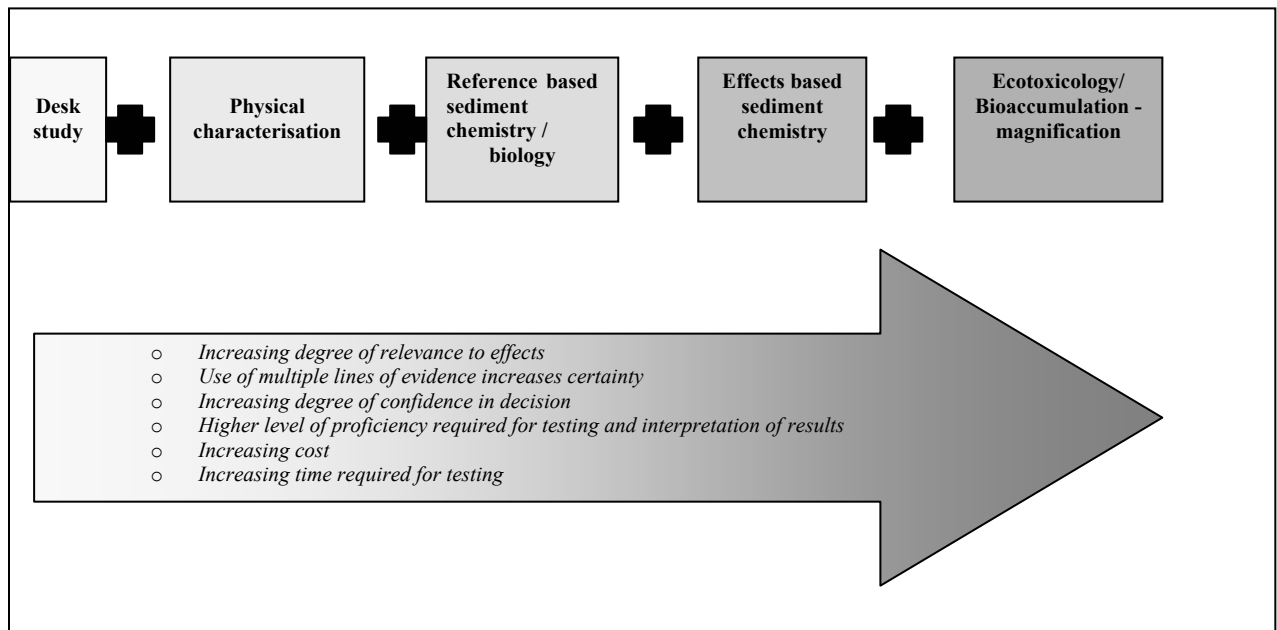 Desk
study
Physical
characterisation
Reference based
sediment
chemistry /
biology
Effects based
sediment
chemistry
Ecotoxicology/
Bioaccumulation -
magnification
o Increasing degree of relevance to effects
o Use of multiple lines of evidence increases certainty
o Increasing degree of confidence in decision
o Higher level of proficiency required for testing and interpretation of results
o Increasing cost
o Increasing time required for testing